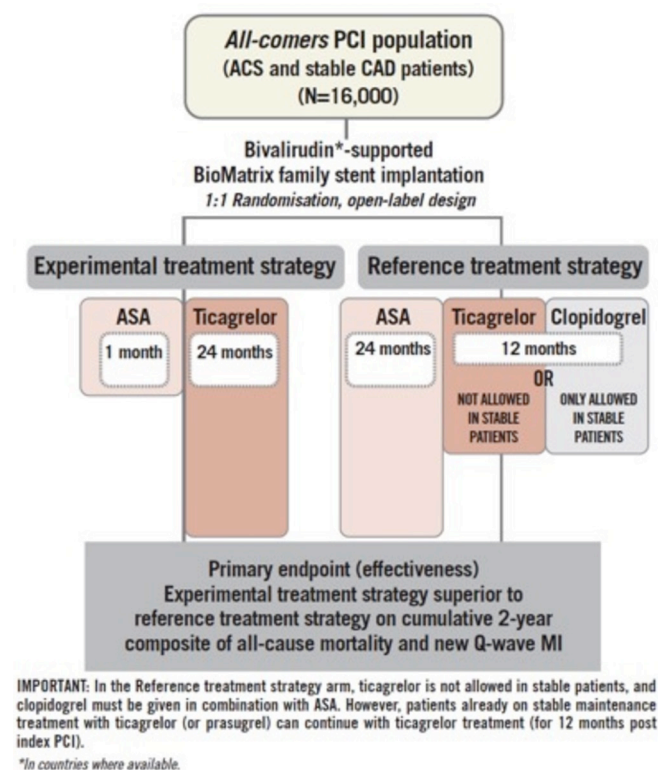 All-comers PCI population
(ACS and stable CAD patients)
(N=16,000)
Bivalirudin*-supported
BioMatrix family stent implantation
1:1 Randomisation, open-label design
Experimental treatment strategy
Reference treatment strategy
ASA
1 month
Ticagrelor
24 months
ASA
24 months
Ticagrelor
Clopidogrel
12 months
OR
NOT ALLOWED
IN STABLE
PATIENTS
ONLY ALLOWED
IN STABLE
PATIENTS
Primary endpoint (effectiveness)
Experimental treatment strategy superior to
reference treatment strategy on cumulative 2-year
composite of all-cause mortality and new Q-wave MI
IMPORTANT: In the Reference treatment strategy arm, ticagrelor is not allowed in stable patients, and
clopidogrel must be given in combination with ASA. However, patients already on stable maintenance
treatment with ticagrelor (or prasugrel) can continue with ticagrelor treatment (for 12 months post
index PCI).
*In countries where available.